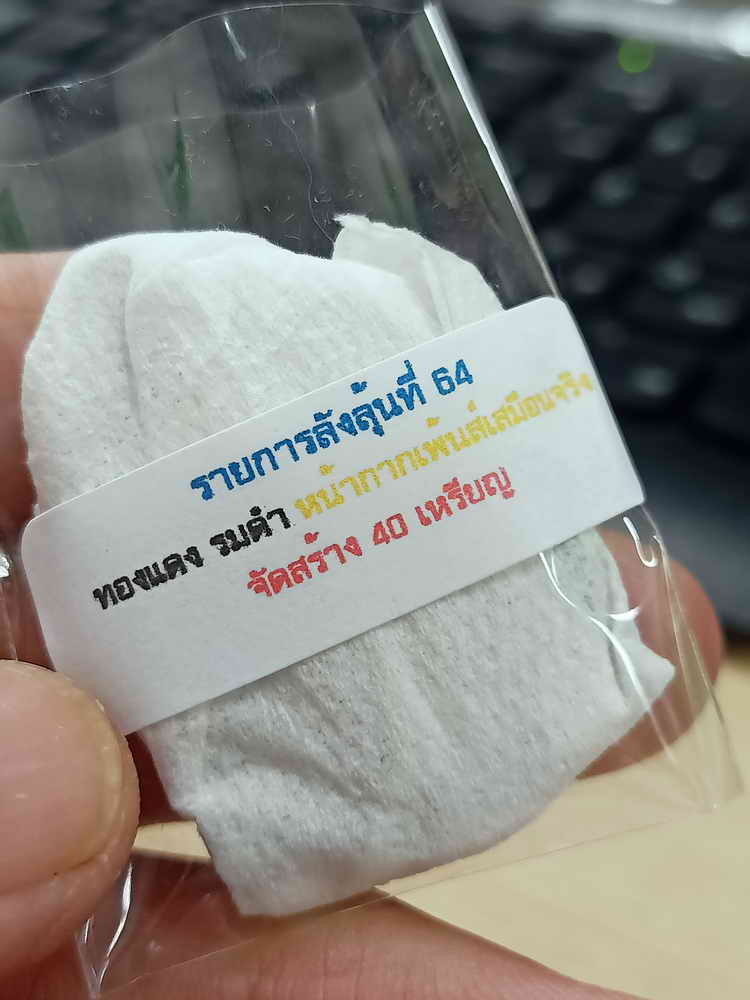 รายการลังลุ้นที่ 64
ทองแดง รมดำ หน้ากากเพ้นส์เสมือนจริง
จัดสร้าง 40 เหรียญ